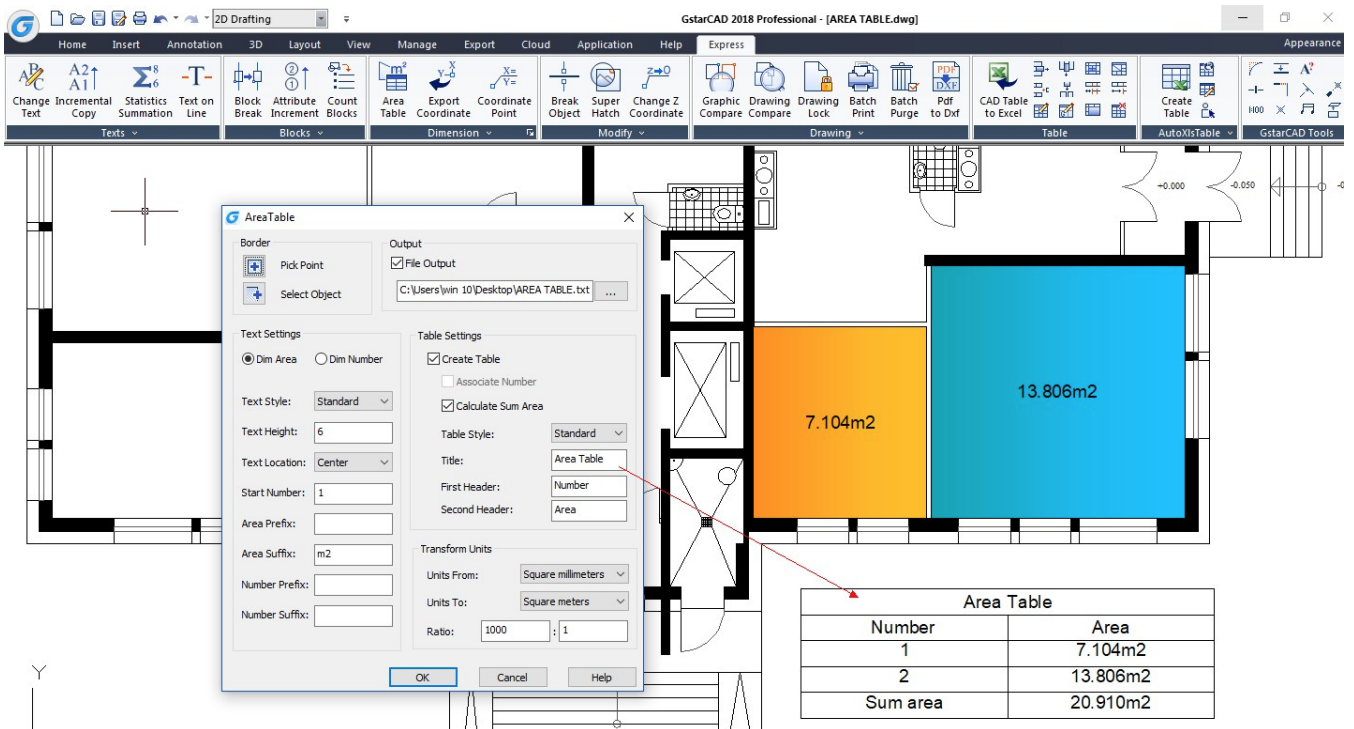 2D Drafting
GstarCAD 2018 Professional - [AREA TABLE.dwg]
Home Insert Annotation 3D Layout View Manage Export Cloud Application Help Express Appearance
Change Text
Incremental Copy
Statistics Summation
Text on Line
Block Break
Attribute Increment
Count Blocks
Area Table
Export Coordinate
Coordinate Point
Break Object
Super Hatch
Change Z Coordinate
Graphic Compare
Drawing Compare
Drawing Lock
Batch Print
Batch Purge
Pdf to Dxf
CAD Table to Excel
Create Table
Texts
Blocks
Dimension
Modify
Drawing
Table
AutoXlsTable
GstarCAD Tools
AreaTable
Border
Pick Point
Select Object
Output
File Output
C:\Users\win 10\Desktop\AREA TABLE.txt ...
Text Settings
Dim Area Dim Number
Text Style: Standard
Text Height: 6
Text Location: Center
Start Number: 1
Area Prefix:
Area Suffix: m2
Number Prefix:
Number Suffix:
Table Settings
Create Table
Associate Number
Calculate Sum Area
Table Style: Standard
Title: Area Table
First Header: Number
Second Header: Area
Transform Units
Units From: Square millimeters
Units To: Square meters
Ratio: 1000 : 1
OK Cancel Help
+0.000
-0.050
7.104m2
13.806m2
Area Table
Number Area
1 7.104m2
2 13.806m2
Sum area 20.910m2
Y